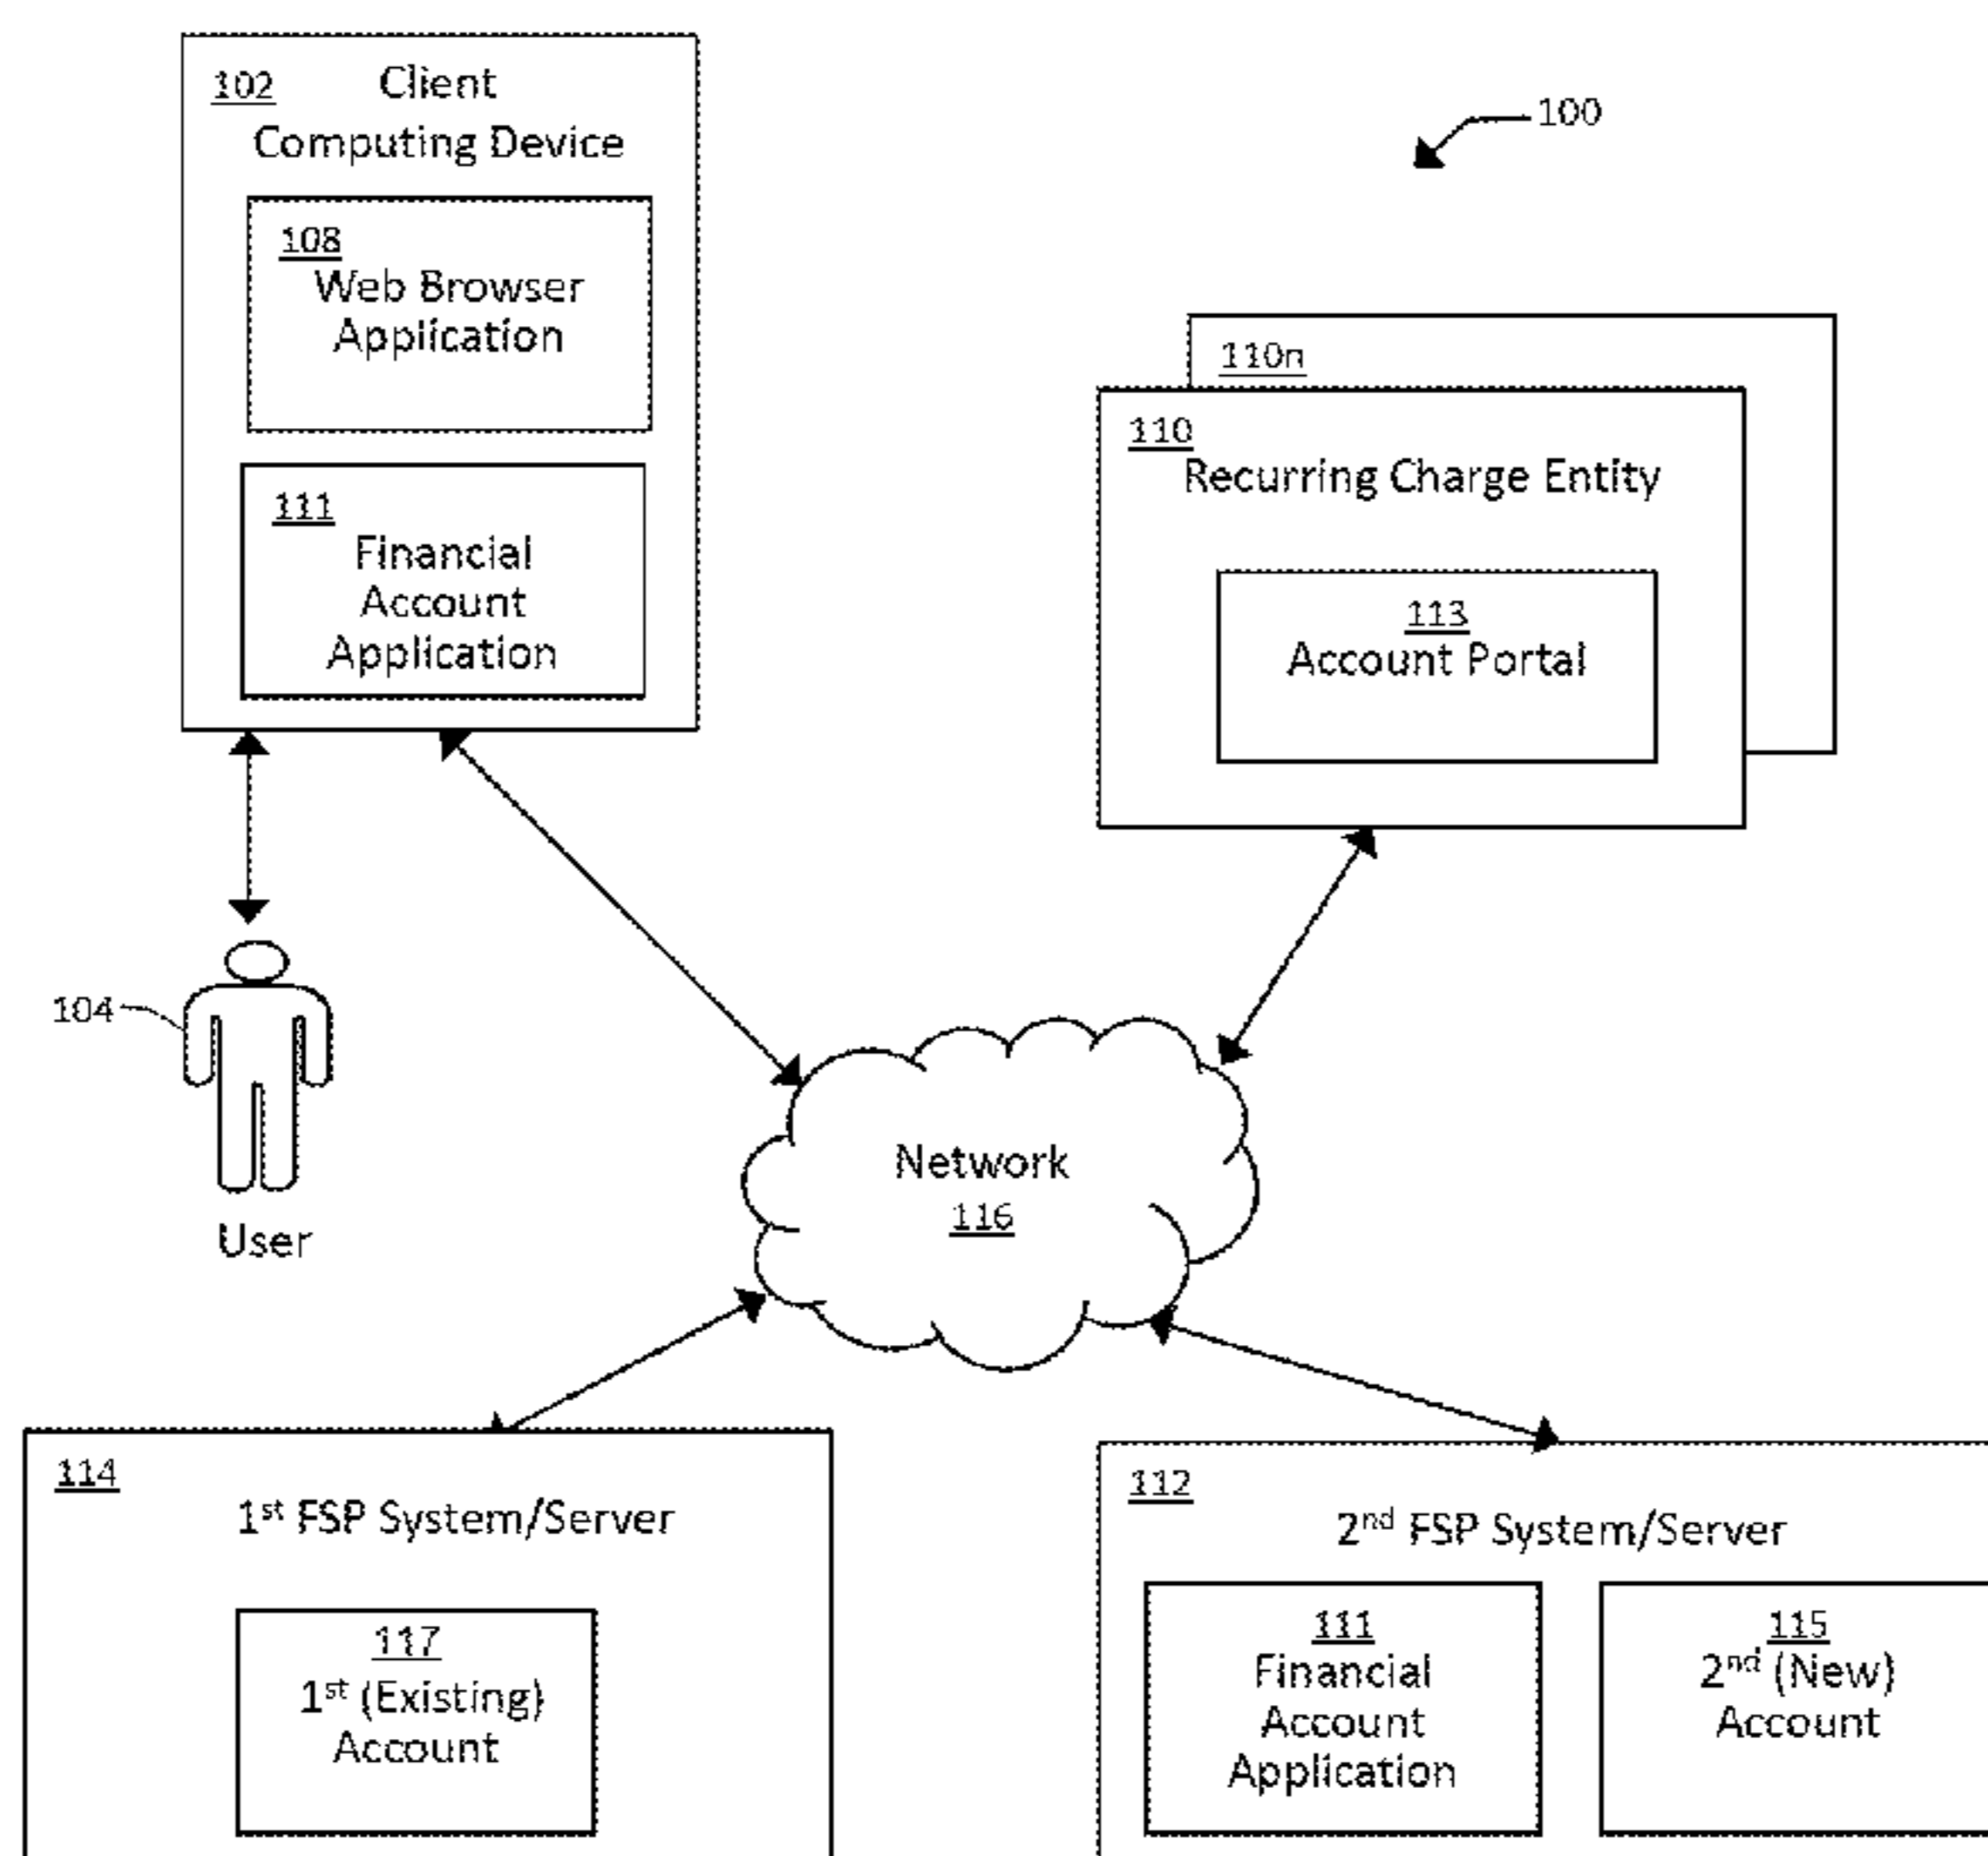 102 Client
Computing Device
108
Web Browser
Application
111
Financial
Account
Application
100
110n
110
Recurring Charge Entity
113
Account Portal
104
User
Network
116
114
1st FSP System/Server
117
1st (Existing)
Account
112
2nd FSP System/Server
111
Financial
Account
Application
115
2nd (New)
Account